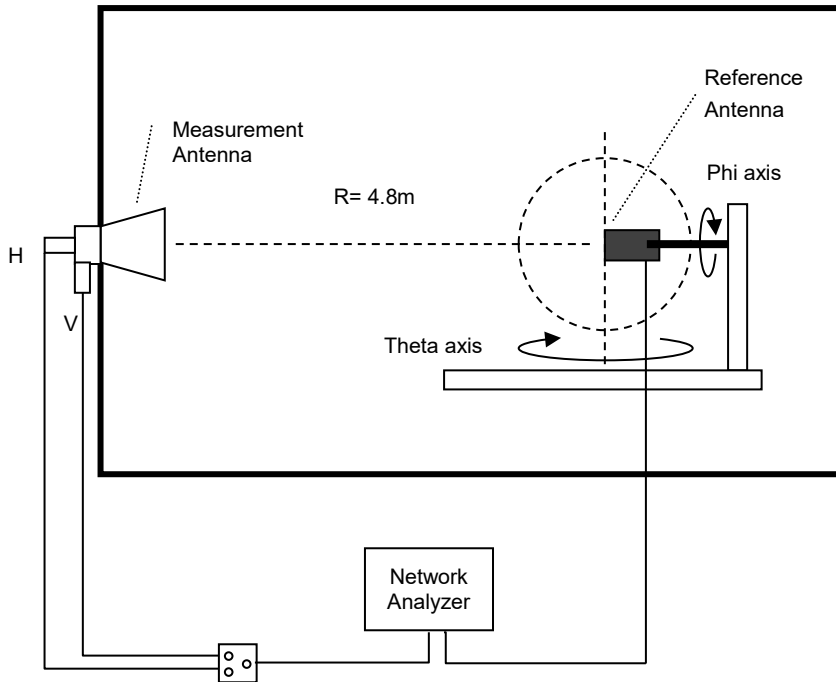 Reference
Antenna
Measurement
Antenna
Phi axis
R= 4.8m
H
V
Theta axis
Network
Analyzer